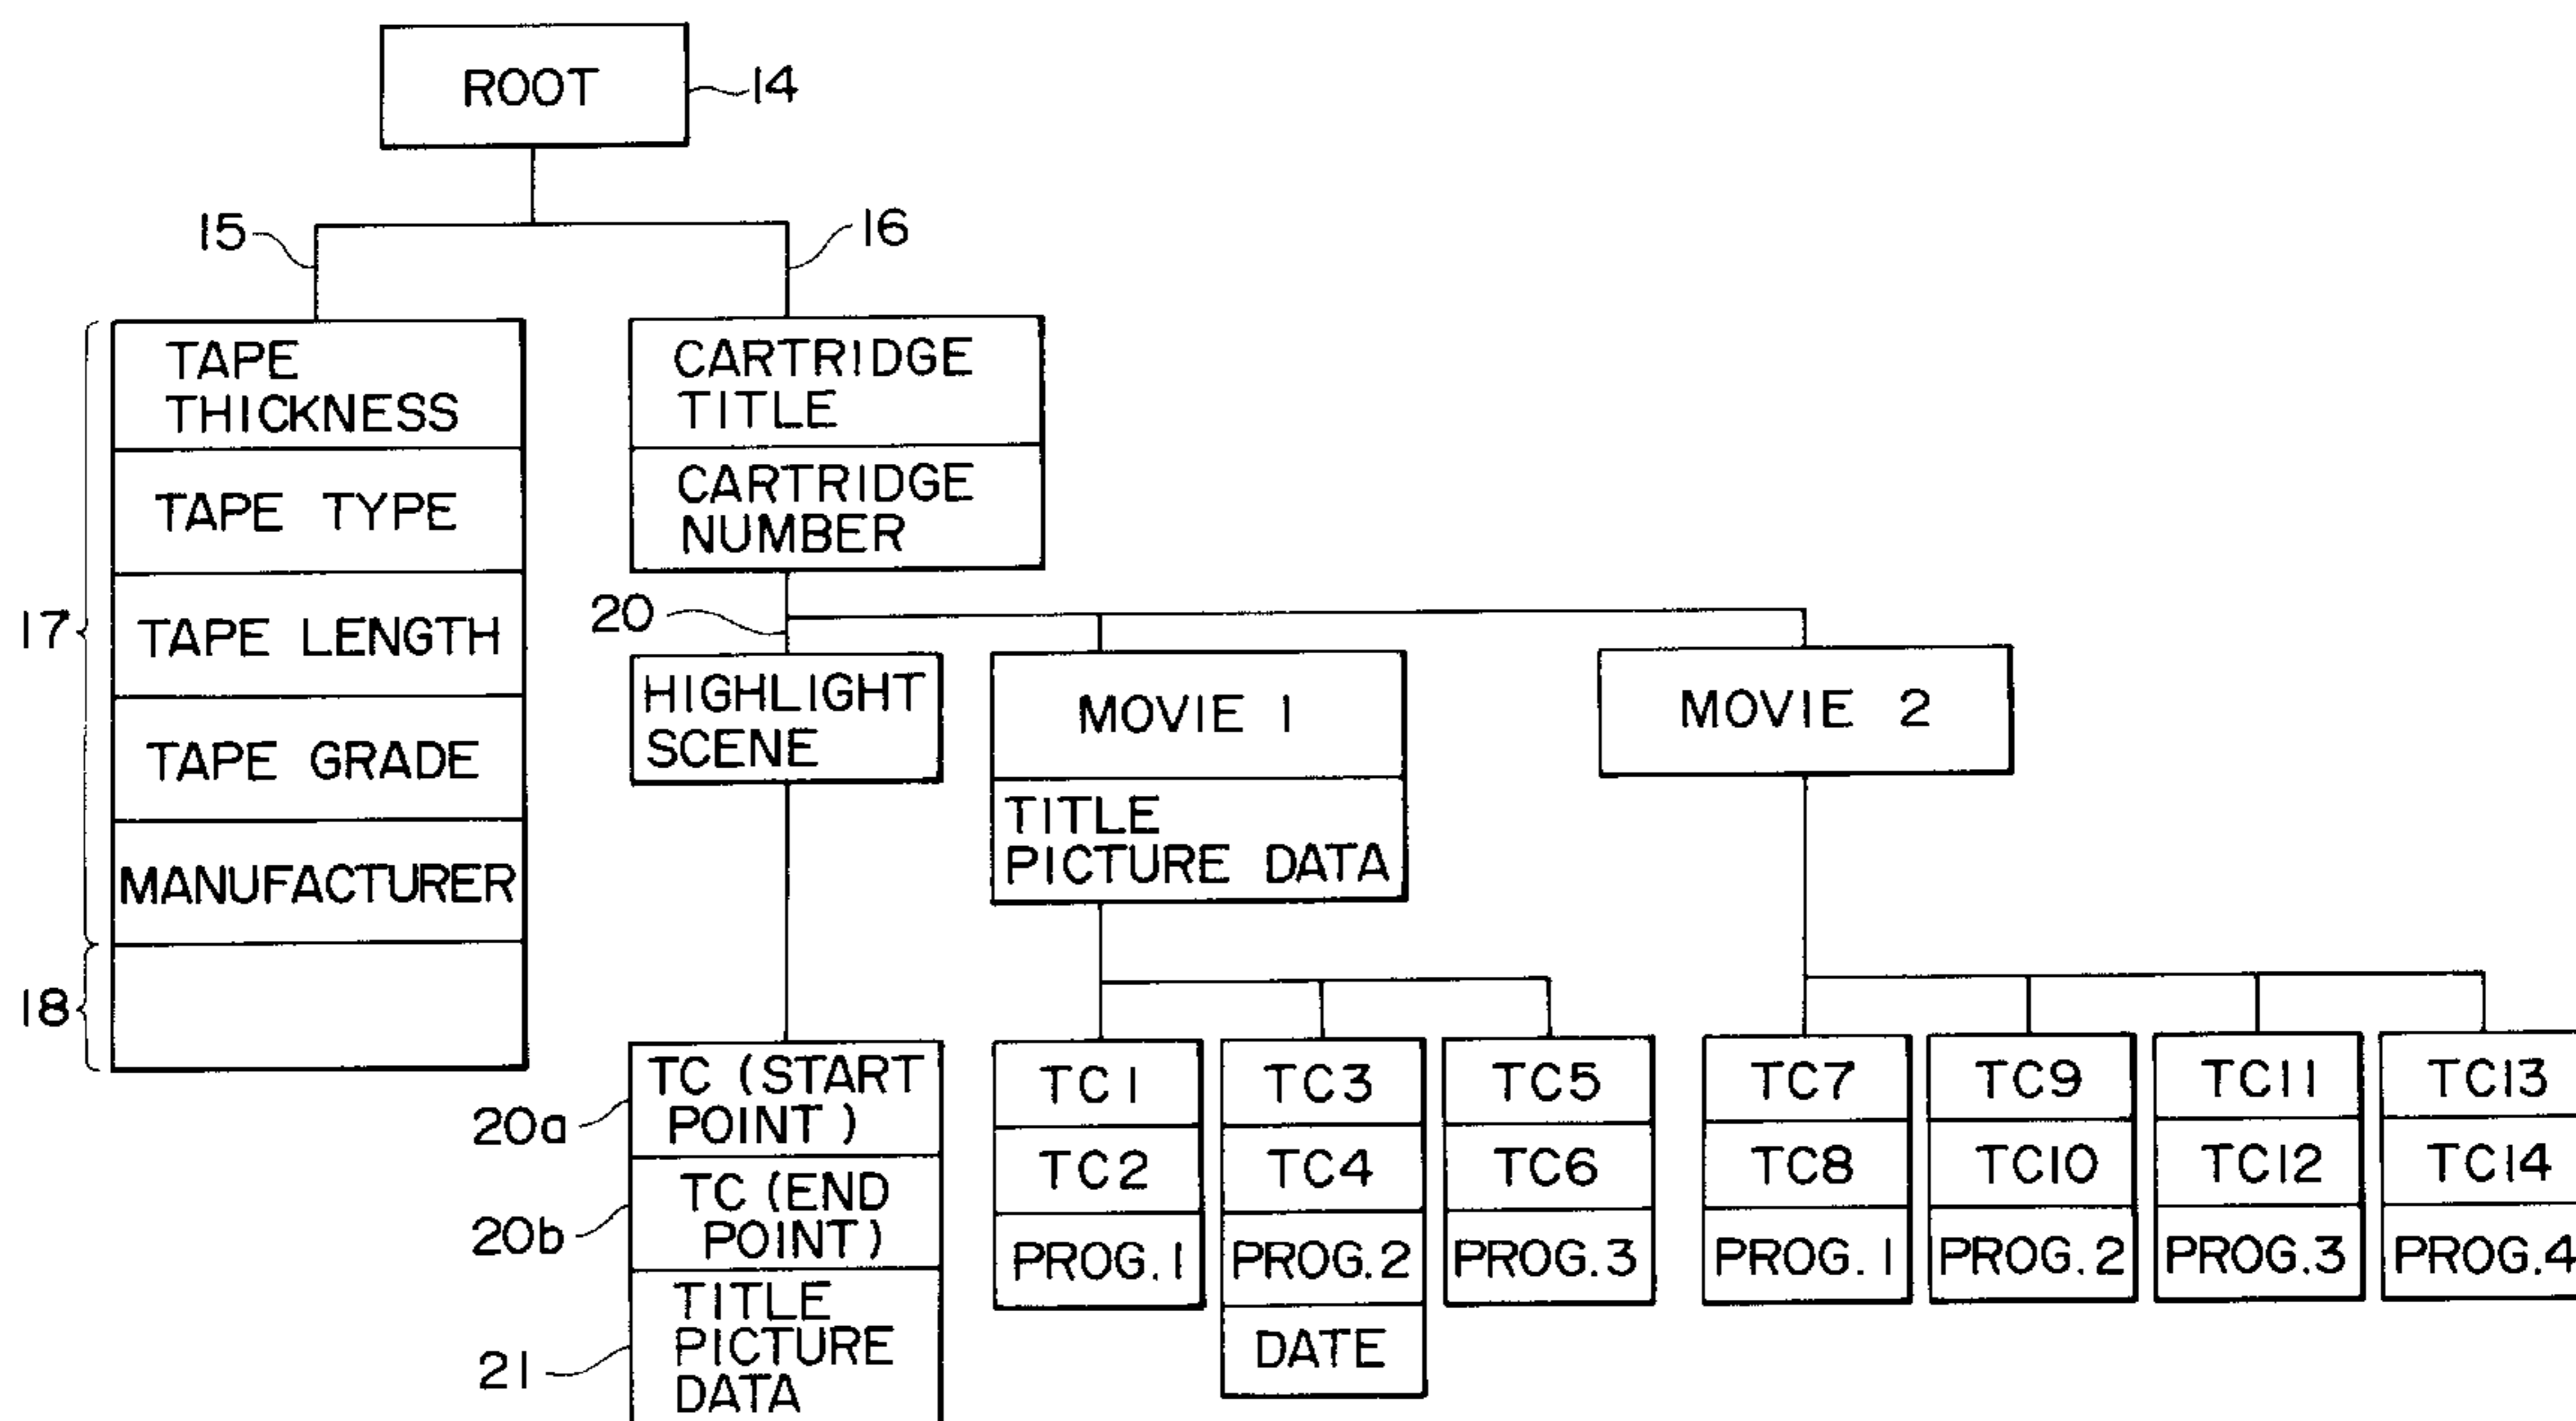 ROOT
14
15
16
TAPE
THICKNESS
TAPE TYPE
TAPE LENGTH
TAPE GRADE
MANUFACTURER
17
18
CARTRIDGE
TITLE
CARTRIDGE
NUMBER
20
HIGHLIGHT
SCENE
MOVIE 1
TITLE
PICTURE DATA
MOVIE 2
TC (START
POINT)
20a
TC (END
POINT)
20b
TITLE
PICTURE
DATA
21
TC1
TC2
PROG.1
TC3
TC4
PROG.2
DATE
TC5
TC6
PROG.3
TC7
TC8
PROG.1
TC9
TC10
PROG.2
TC11
TC12
PROG.3
TC13
TC14
PROG.4